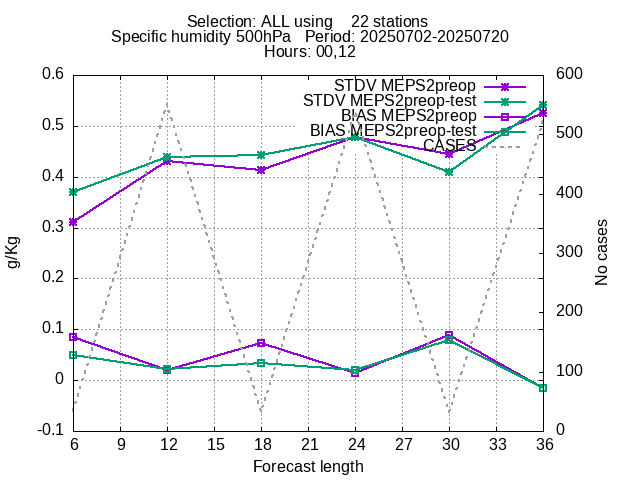 Selection: ALL using 22 stations
Specific humidity 500hPa Period: 20250702-20250720
Hours: 00,12
STDV MEPS2preop
STDV MEPS2preop-test
BIAS MEPS2preop
BIAS MEPS2preop-test
CASES
0.6
0.5
0.4
0.3
0.2
0.1
0
-0.1
g/Kg
600
500
400
300
200
100
0
No cases
6 9 12 15 18 21 24 27 30 33 36
Forecast length